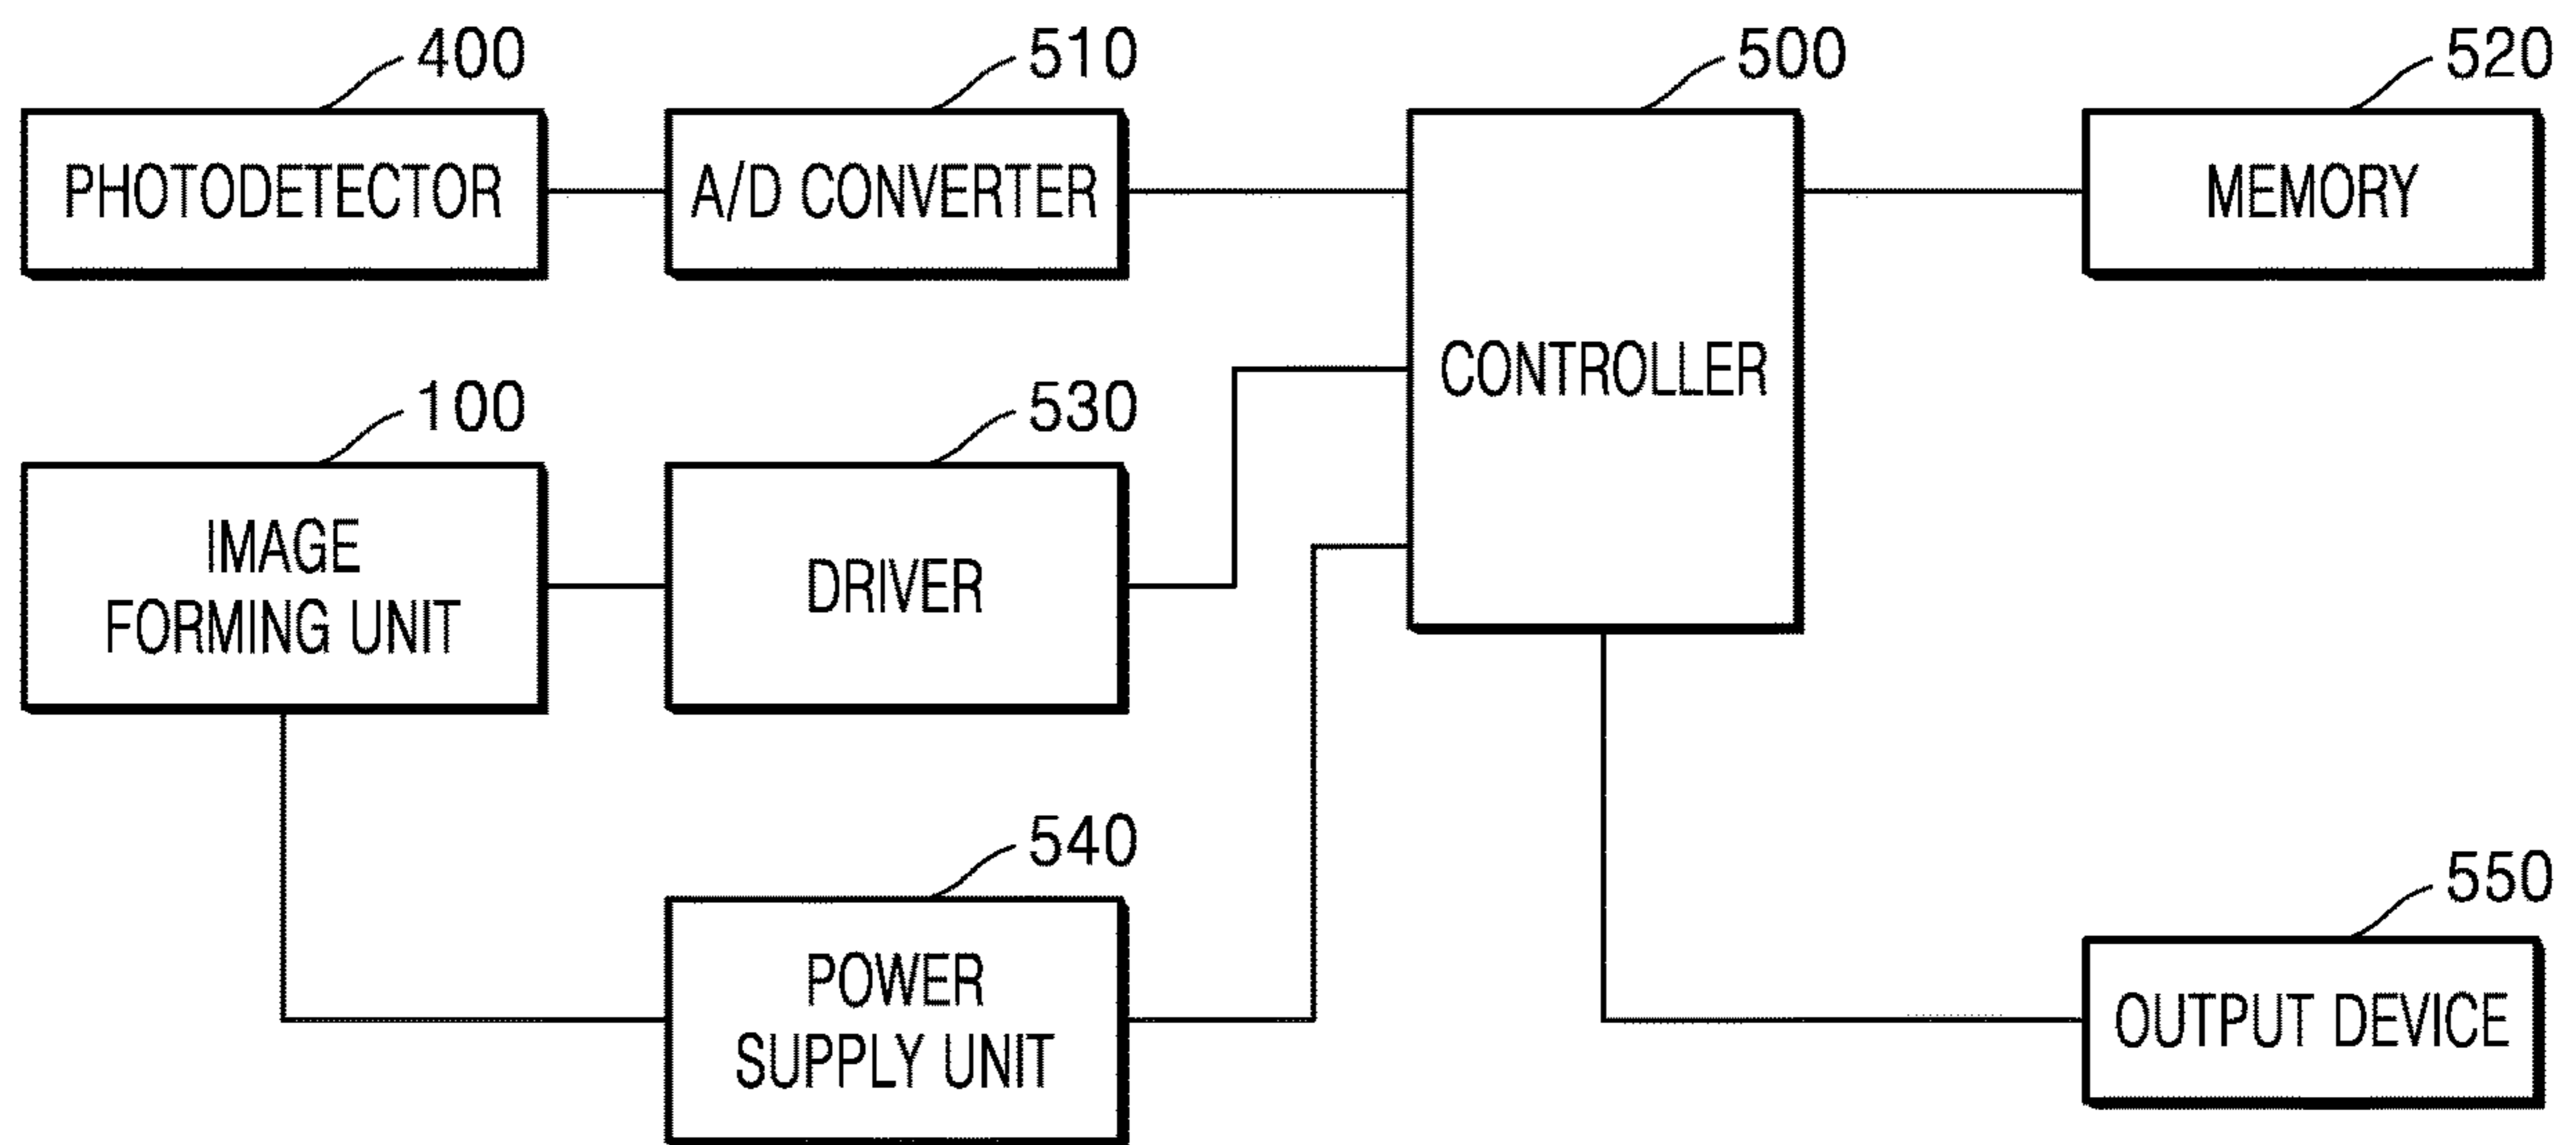 400
510
500
520
PHOTODETECTOR
A/D CONVERTER
CONTROLLER
MEMORY
100
530
IMAGE
FORMING UNIT
DRIVER
540
POWER
SUPPLY UNIT
550
OUTPUT DEVICE